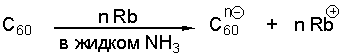 C₆₀ n Rb C₆₀ⁿ⊖ + n Rb⊕
в жидком NH₃